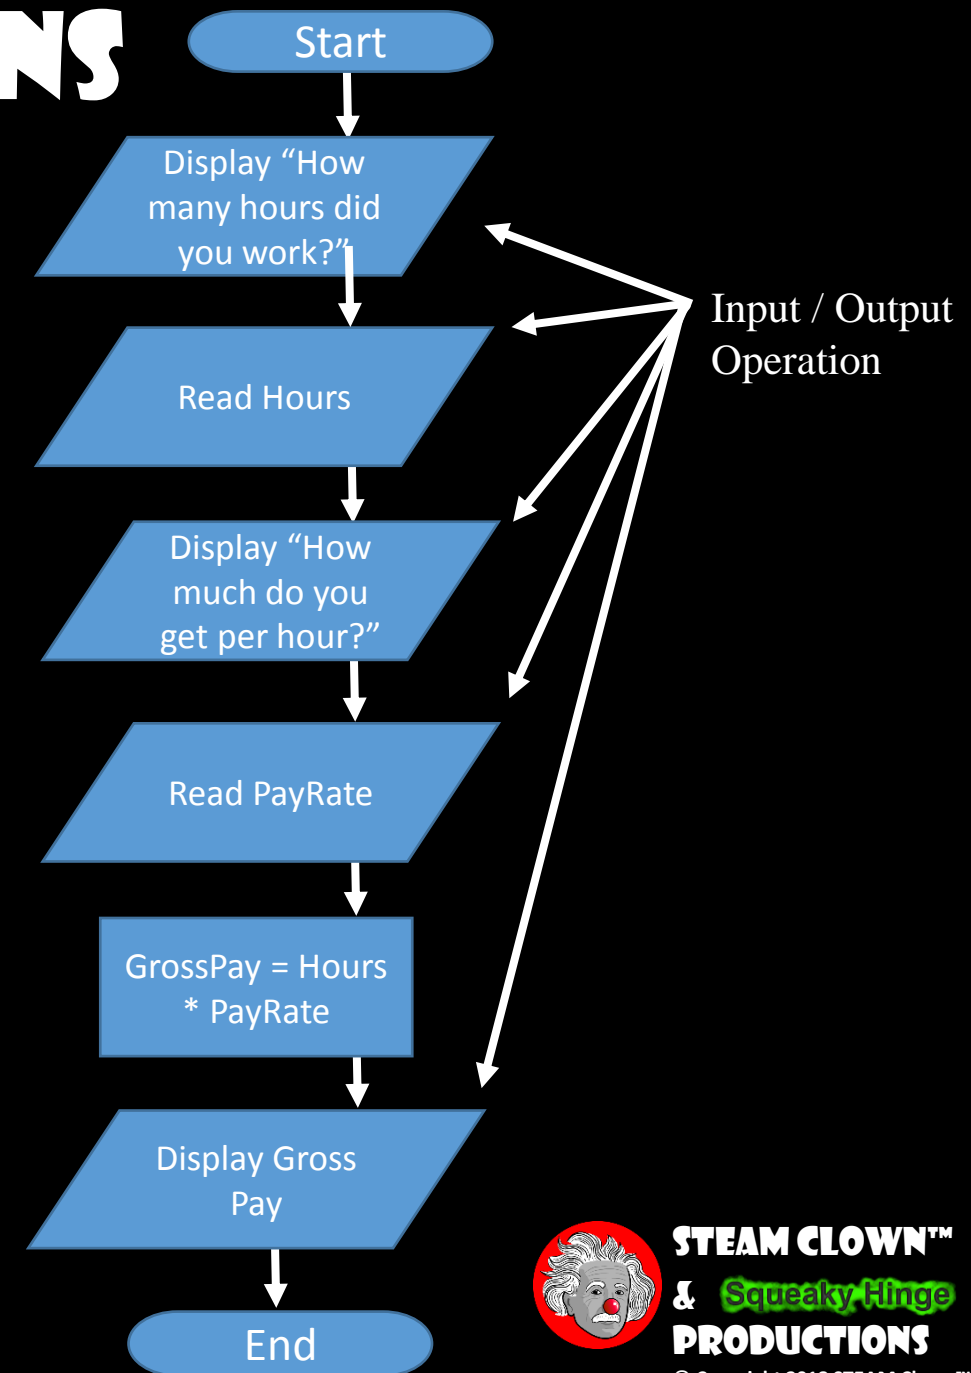 NS
Start
Display “How
many hours did
you work?”
Input / Output
Operation
Read Hours
Display “How
much do you
get per hour?”
Read PayRate
GrossPay = Hours
* PayRate
Display Gross
Pay
End
STEAM CLOWN™
& Squeaky Hinge
PRODUCTIONS